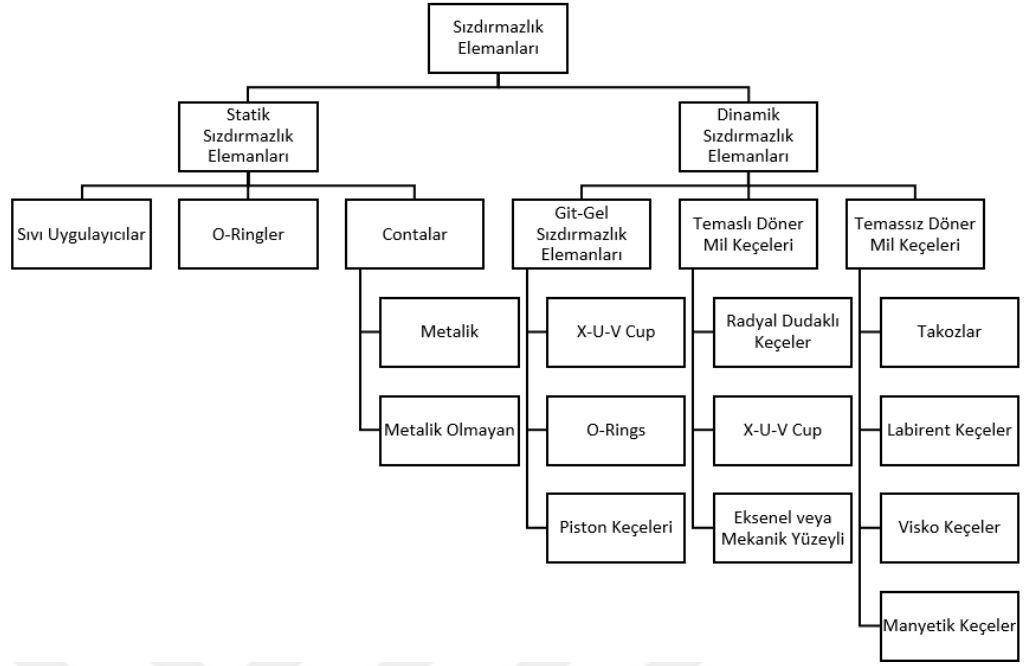 Sızdırmazlık
Elemanları
Statik
Sızdırmazlık
Elemanları
Dinamik
Sızdırmazlık
Elemanları
Sıvı Uygulayıcılar
O-Ringler
Contalar
Git-Gel
Sızdırmazlık
Elemanları
Temaslı Döner
Mil Keçeleri
Temassız Döner
Mil Keçeleri
Metalik
X-U-V Cup
Radyal Dudaklı
Keçeler
Takozlar
Metalik Olmayan
O-Rings
X-U-V Cup
Labirent Keçeler
Piston Keçeleri
Eksenel veya
Mekanik Yüzeyli
Visko Keçeler
Manyetik Keçeler